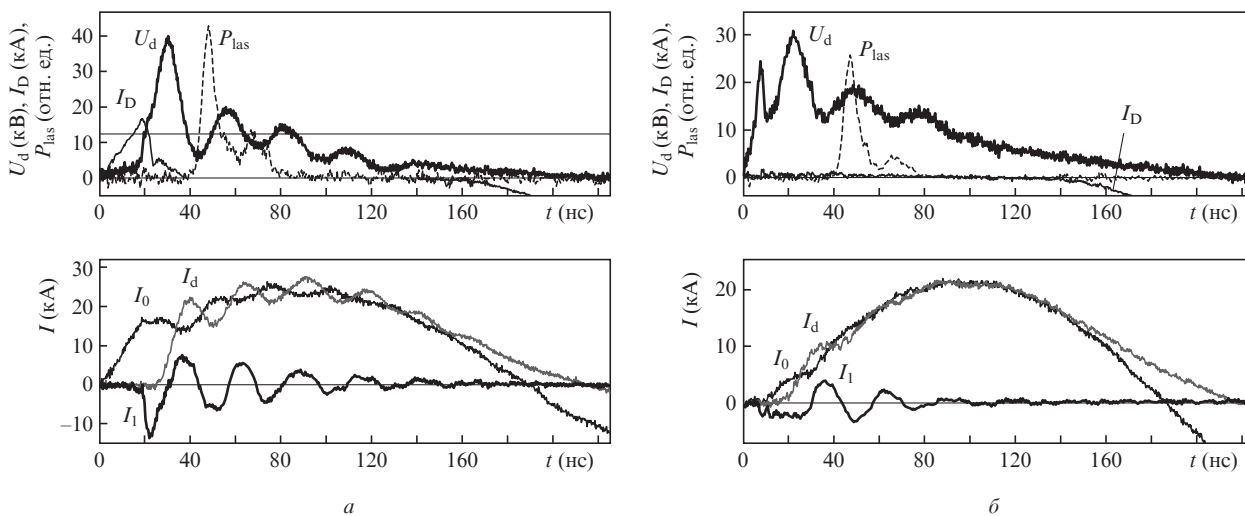 U_d (кВ), I_D (кА),
P_las (отн. ед.)
40
30
20
10
0
U_d
P_las
I_D
0 40 80 120 160 t (нс)
I (кА)
30
20
10
0
–10
I_0
I_d
I_1
0 40 80 120 160 t (нс)
а
U_d (кВ), I_D (кА),
P_las (отн. ед.)
30
20
10
0
U_d
P_las
I_D
0 40 80 120 160 t (нс)
I (кА)
20
10
0
I_d
I_0
I_1
0 40 80 120 160 t (нс)
б